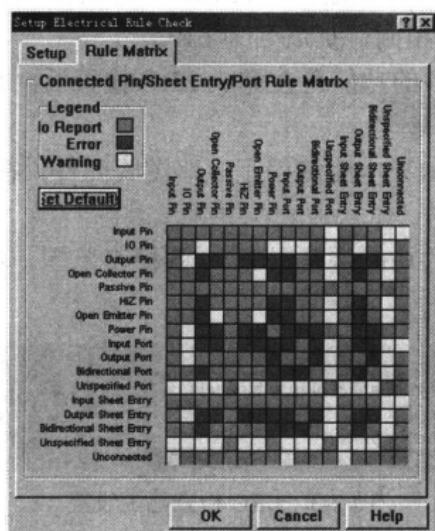 Setup Electrical Rule Check
Setup
Rule Matrix
Connected Pin/Sheet Entry/Port Rule Matrix
Legend
lo Report
Error
Warning
et Default
Input Pin
IO Pin
Output Pin
Open Collector Pin
Passive Pin
HiZ Pin
Open Emitter Pin
Power Pin
Input Port
Output Port
Bidirectional Port
Unspecified Port
Input Sheet Entry
Output Sheet Entry
Bidirectional Sheet Entry
Unspecified Sheet Entry
Unconnected
Input Pin
IO Pin
Output Pin
Open Collector Pin
Passive Pin
HiZ Pin
Open Emitter Pin
Power Pin
Input Port
Output Port
Bidirectional Port
Unspecified Port
Input Sheet Entry
Output Sheet Entry
Bidirectional Sheet Entry
Unspecified Sheet Entry
Unconnected
OK
Cancel
Help